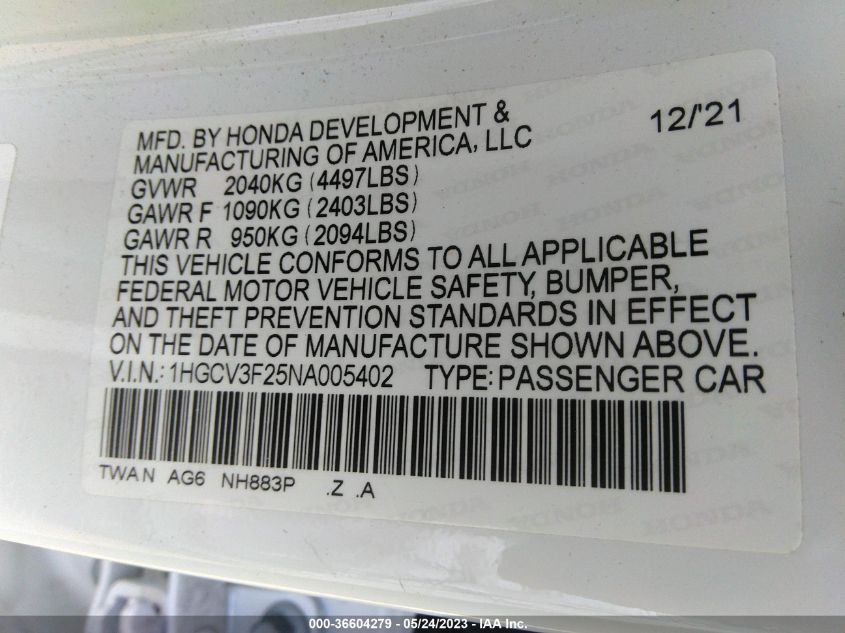 MFD. BY HONDA DEVELOPMENT & 12/'21
MANUFACTURING OF AMERICA, LLC
GVWR 2040KG (4497LBS)
GAWR F 1090KG (2403LBS)
GAWR R 950KG (2094LBS)
THIS VEHICLE CONFORMS TO ALL APPLICABLE
FEDERAL MOTOR VEHICLE SAFETY, BUMPER,
AND THEFT PREVENTION STANDARDS IN EFFECT
ON THE DATE OF MANUFACTURE SHOWN ABOVE.
V.I.N.: 1HGCV3F25NA005402 TYPE: PASSENGER CAR
TWAN AG6 NH883P .Z .A
HONDA
000-36604279 - 05/24/2023 - IAA Inc.